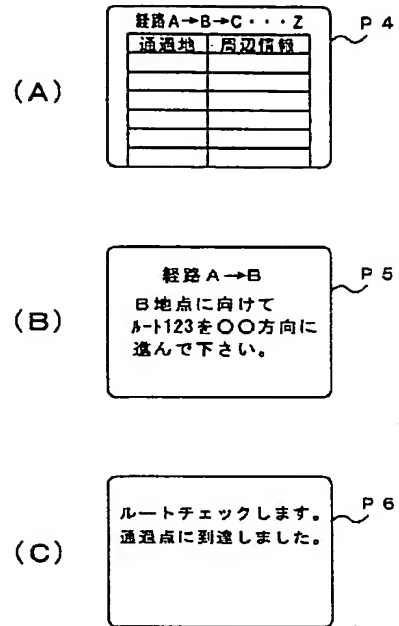 経路A→B→C・・・Z
P4
通過地 周辺情報
(A)
経路A→B
P5
B地点に向けて
ルート123を〇〇方向に
進んで下さい。
(B)
P6
ルートチェックします。
通過点に到達しました。
(C)